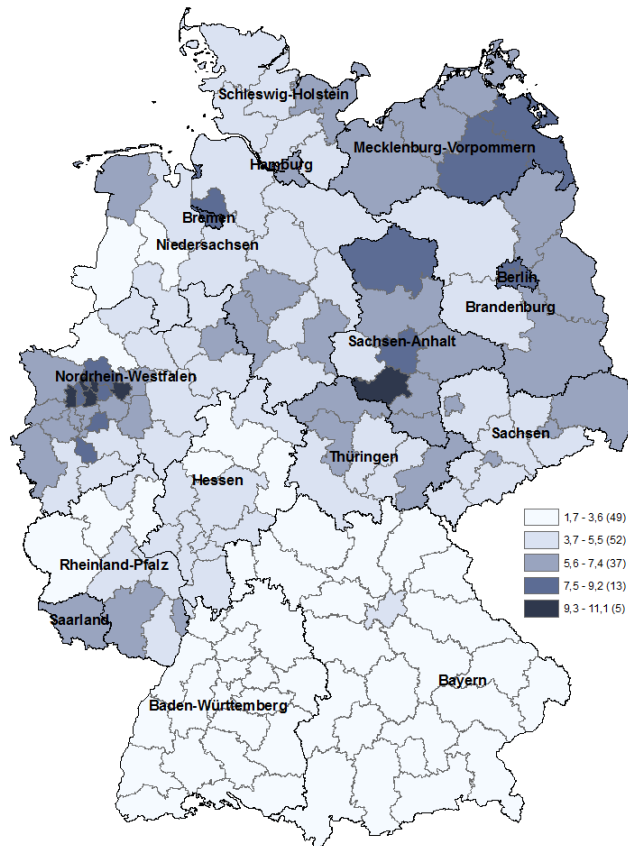 Schleswig-Holstein
Mecklenburg-Vorpommern
Hamburg
Bremen
Niedersachsen
Berlin
Brandenburg
Sachsen-Anhalt
Nordrhein-Westfalen
Sachsen
Thüringen
Hessen
1,7 - 3,6 (49)
3,7 - 5,5 (52)
5,6 - 7,4 (37)
7,5 - 9,2 (13)
9,3 - 11,1 (5)
Rheinland-Pfalz
Saarland
Bayern
Baden-Württemberg